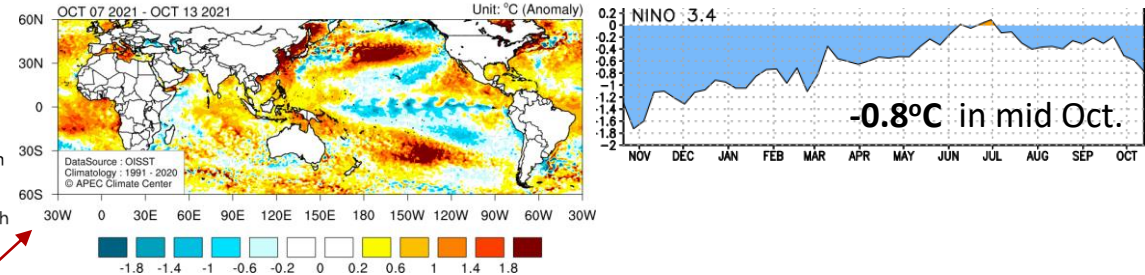 OCT 07 2021 - OCT 13 2021 Unit: °C (Anomaly)
60N
30N
0
30S
60S
DataSource : OISST
Climatology : 1991 - 2020
© APEC Climate Center
30W 0 30E 60E 90E 120E 150E 180 150W 120W 90W 60W 30W
-1.8 -1.4 -1 -0.6 -0.2 0 0.2 0.6 1 1.4 1.8
NINO 3.4
0.2
0
-0.2
-0.4
-0.6
-0.8
-1
-1.2
-1.4
-1.6
-1.8
-2
-0.8°C in mid Oct.
NOV DEC JAN FEB MAR APR MAY JUN JUL AUG SEP OCT